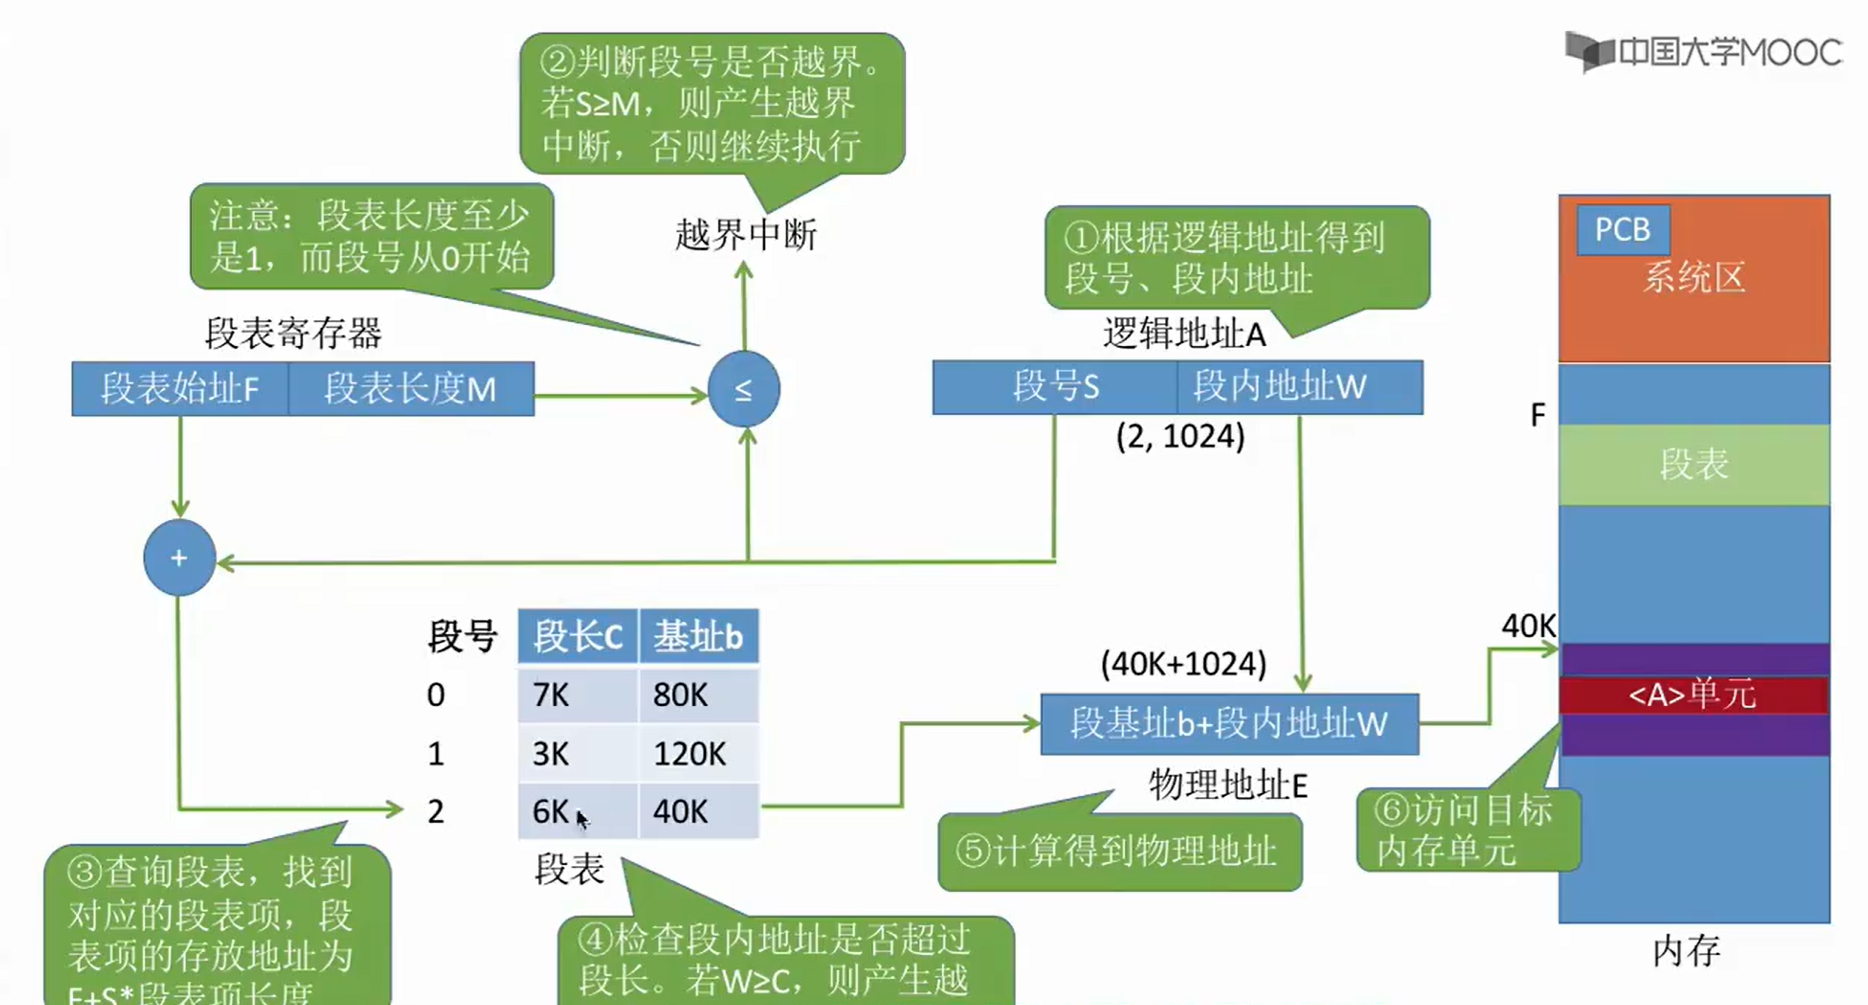 中国大学MOOC
②判断段号是否越界。
若S≥M，则产生越界
中断，否则继续执行
注意：段表长度至少
是1，而段号从0开始
越界中断
①根据逻辑地址得到
段号、段内地址
PCB
系统区
段表寄存器
逻辑地址A
段表始址F
段表长度M
≤
段号S
段内地址W
(2, 1024)
F
段表
+
段号
段长C
基址b
0
7K
80K
1
3K
120K
2
6K
40K
段表
(40K+1024)
40K
段基址b+段内地址W
<A>单元
物理地址E
⑤计算得到物理地址
⑥访问目标
内存单元
③查询段表，找到
对应的段表项，段
表项的存放地址为
F+S*段表项长度
④检查段内地址是否超过
段长。若W≥C，则产生越
内存